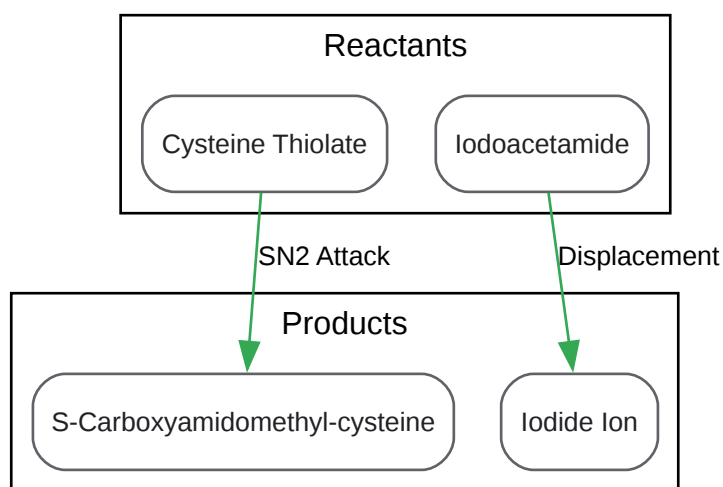 Reactants
Cysteine Thiolate
Iodoacetamide
SN2 Attack
Displacement
Products
S-Carboxyamidomethyl-cysteine
Iodide Ion